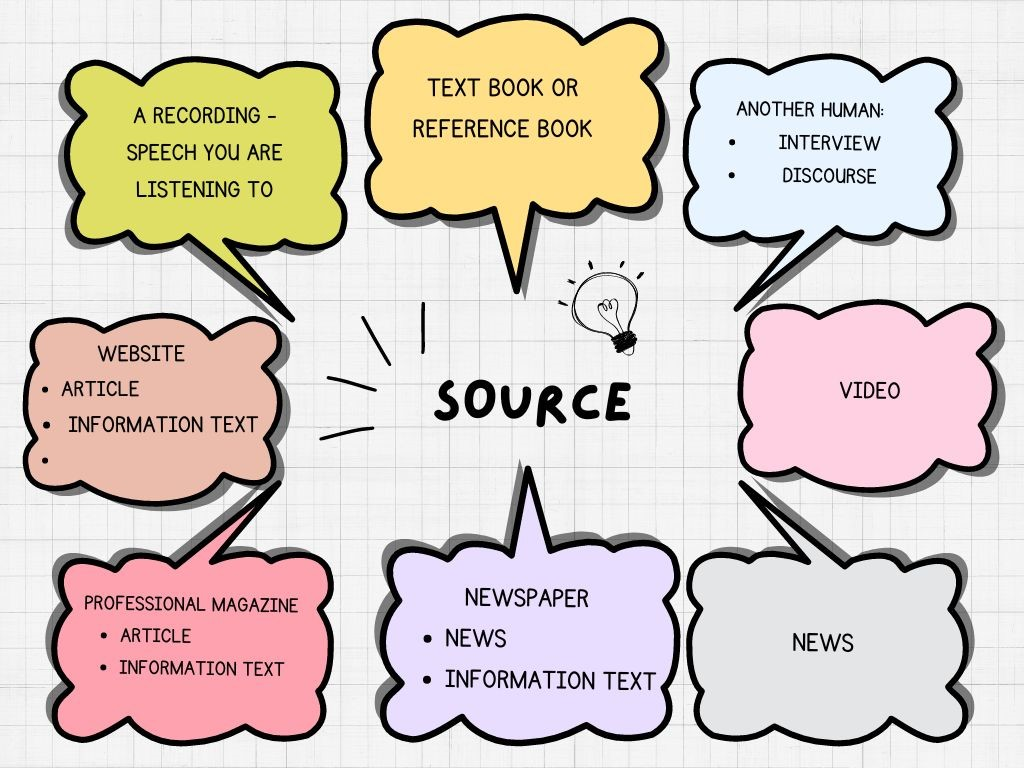 A RECORDING -
SPEECH YOU ARE
LISTENING TO
TEXT BOOK OR
REFERENCE BOOK
ANOTHER HUMAN:
• INTERVIEW
• DISCOURSE
WEBSITE
• ARTICLE
• INFORMATION TEXT
•
SOURCE
VIDEO
PROFESSIONAL MAGAZINE
• ARTICLE
• INFORMATION TEXT
NEWSPAPER
• NEWS
• INFORMATION TEXT
NEWS